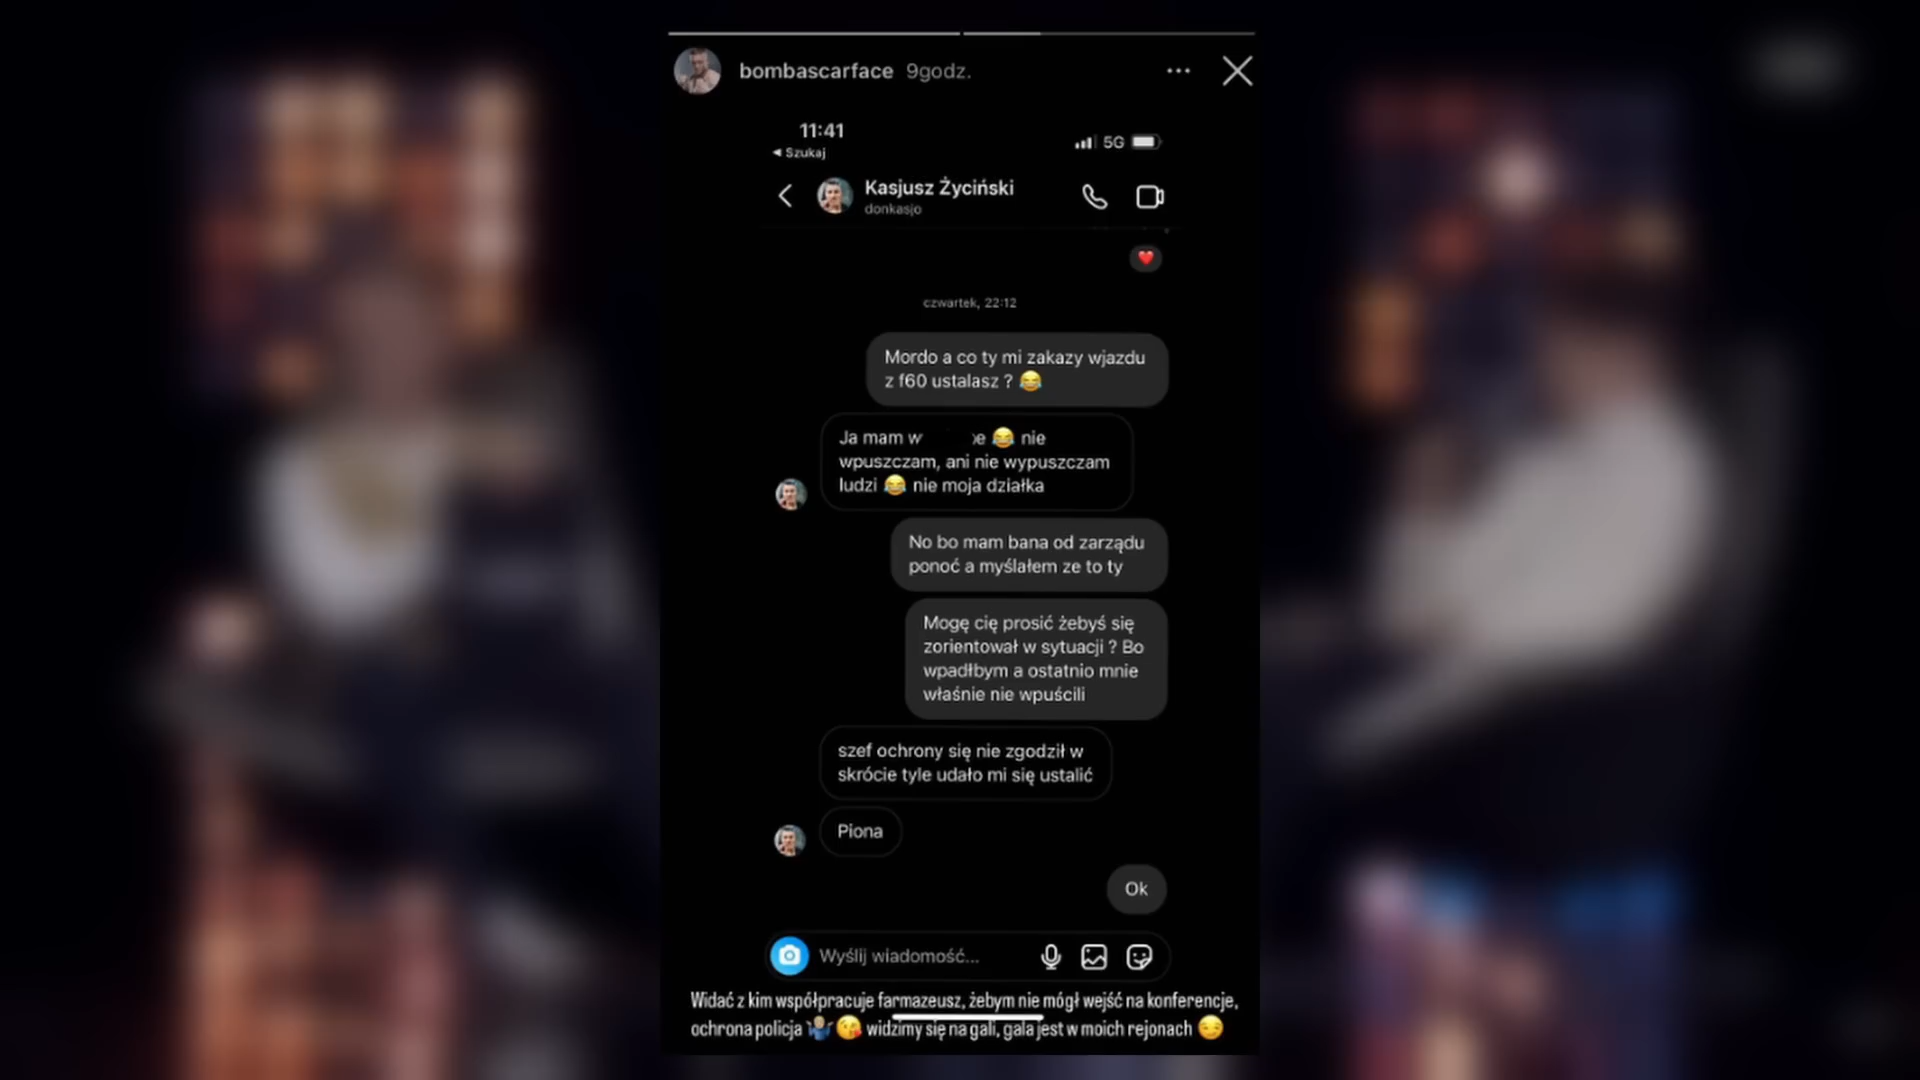 bombascarface 9godz.
11:41
5G
Szukaj
Kasjusz Życiński
donkasjo
czwartek, 22:12
Mordo a co ty mi zakazy wjazdu
z f60 ustalasz ? 😂
Ja mam 😂 nie
wpuszczam, ani nie wypuszczam
ludzi 😂 nie moja działka
No bo mam bana od zarządu
ponoć a myślałem ze to ty
Mogę cię prosić żebyś się
zorientował w sytuacji ? Bo
wpadłbym a ostatnio mnie
właśnie nie wpuścili
szef ochrony się nie zgodził w
skrócie tyle udało mi się ustalić
Piona
Ok
Wyślij wiadomość...
Widać z kim współpracuje farmazeusz, żebym nie mógł wejść na konferencje,
ochrona policja 🤷‍♂️😘 widzimy się na gali, gala jest w moich rejonach 😏